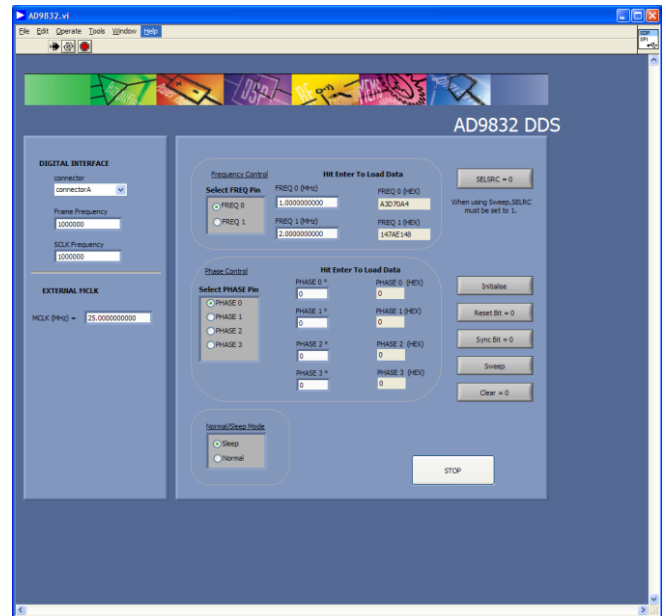 AD9832.vi
File Edit Operate Tools Window Help
SDP
SPI
DSP RF MEMS
AD9832 DDS
DIGITAL INTERFACE
connector
connectorA
Frame Frequency
1000000
SCLK Frequency
1000000
EXTERNAL MCLK
MCLK (MHz) = 25.0000000000
Frequency Control Hit Enter To Load Data
Select FREQ Pin FREQ 0 (MHz) FREQ 0 (HEX)
FREQ 0 1.0000000000 A3D70A4
FREQ 1 FREQ 1 (MHz) FREQ 1 (HEX)
2.0000000000 147AE148
SELSRC = 0
When using Sweep,SELRC
must be set to 1.
Phase Control Hit Enter To Load Data
Select PHASE Pin PHASE 0 ° PHASE 0 (HEX)
PHASE 0 0 0
PHASE 1 PHASE 1 ° PHASE 1 (HEX)
PHASE 2 0 0
PHASE 3 PHASE 2 ° PHASE 2 (HEX)
0 0
PHASE 3 ° PHASE 3 (HEX)
0 0
Initialise
Reset Bit = 0
Sync Bit = 0
Sweep
Clear = 0
Normal/Sleep Mode
Sleep
Normal
STOP